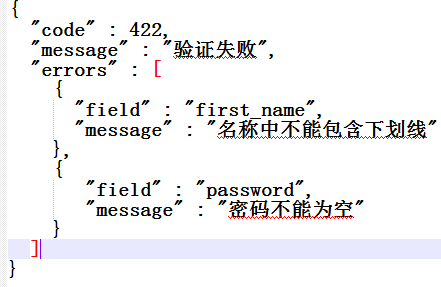 {
"code" : 422,
"message" : "验证失败",
"errors" : [
{
"field" : "first_name",
"message" : "名称中不能包含下划线"
},
{
"field" : "password",
"message" : "密码不能为空"
}
]
}